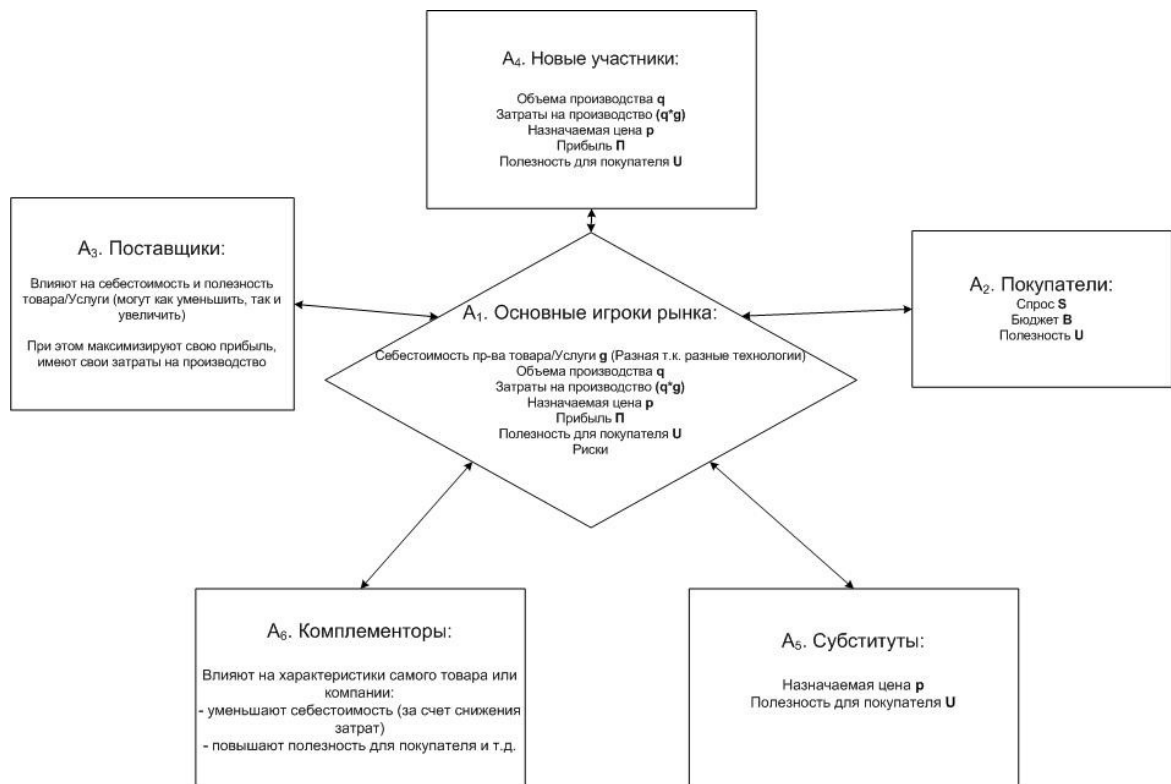 A₄. Новые участники:
Объема производства q
Затраты на производство (q*g)
Назначаемая цена p
Прибыль П
Полезность для покупателя U
A₃. Поставщики:
Влияют на себестоимость и полезность
товара/Услуги (могут как уменьшить, так и
увеличить)
При этом максимизируют свою прибыль,
имеют свои затраты на производство
A₂. Покупатели:
Спрос S
Бюджет B
Полезность U
A₁. Основные игроки рынка:
Себестоимость пр-ва товара/Услуги g (Разная т.к. разные технологии)
Объема производства q
Затраты на производство (q*g)
Назначаемая цена p
Прибыль П
Полезность для покупателя U
Риски
A₆. Комплементоры:
Влияют на характеристики самого товара или
компании:
- уменьшают себестоимость (за счет снижения
затрат)
- повышают полезность для покупателя и т.д.
A₅. Субституты:
Назначаемая цена p
Полезность для покупателя U